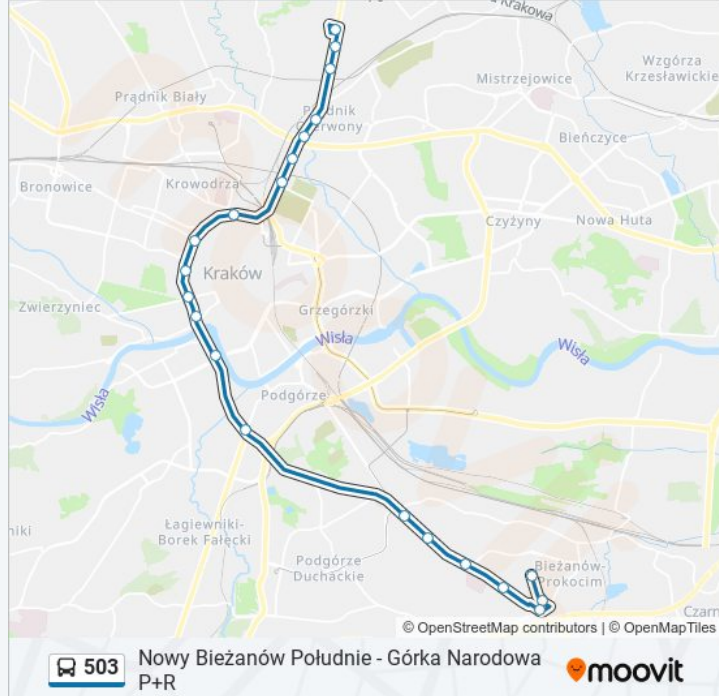 z Krakowa
Wzgórza
Krzesławickie
Mistrzejowice
Prądnik Biały
Prądnik
Czerwony
Bieńczyce
Bronowice
Krowodrza
Czyżyny
Nowa Huta
Kraków
Zwierzyniec
Grzegórzki
Wisła
Wisła
Wisła
Podgórze
niki
Łagiewniki-
Borek Fałęcki
Podgórze
Duchackie
Bieżanów-
Prokocim
Czarn
© OpenStreetMap contributors | © OpenMapTiles
503
Nowy Bieżanów Południe - Górka Narodowa
P+R
moovit